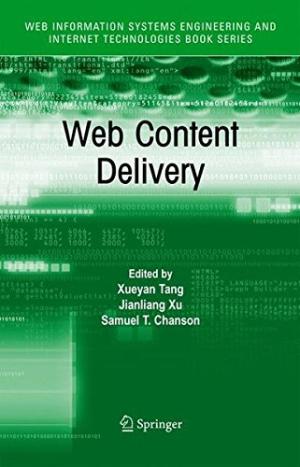 WEB INFORMATION SYSTEMS ENGINEERING AND
INTERNET TECHNOLOGIES BOOK SERIES
Web Content
Delivery
Edited by
Xueyan Tang
Jianliang Xu
Samuel T. Chanson
Springer